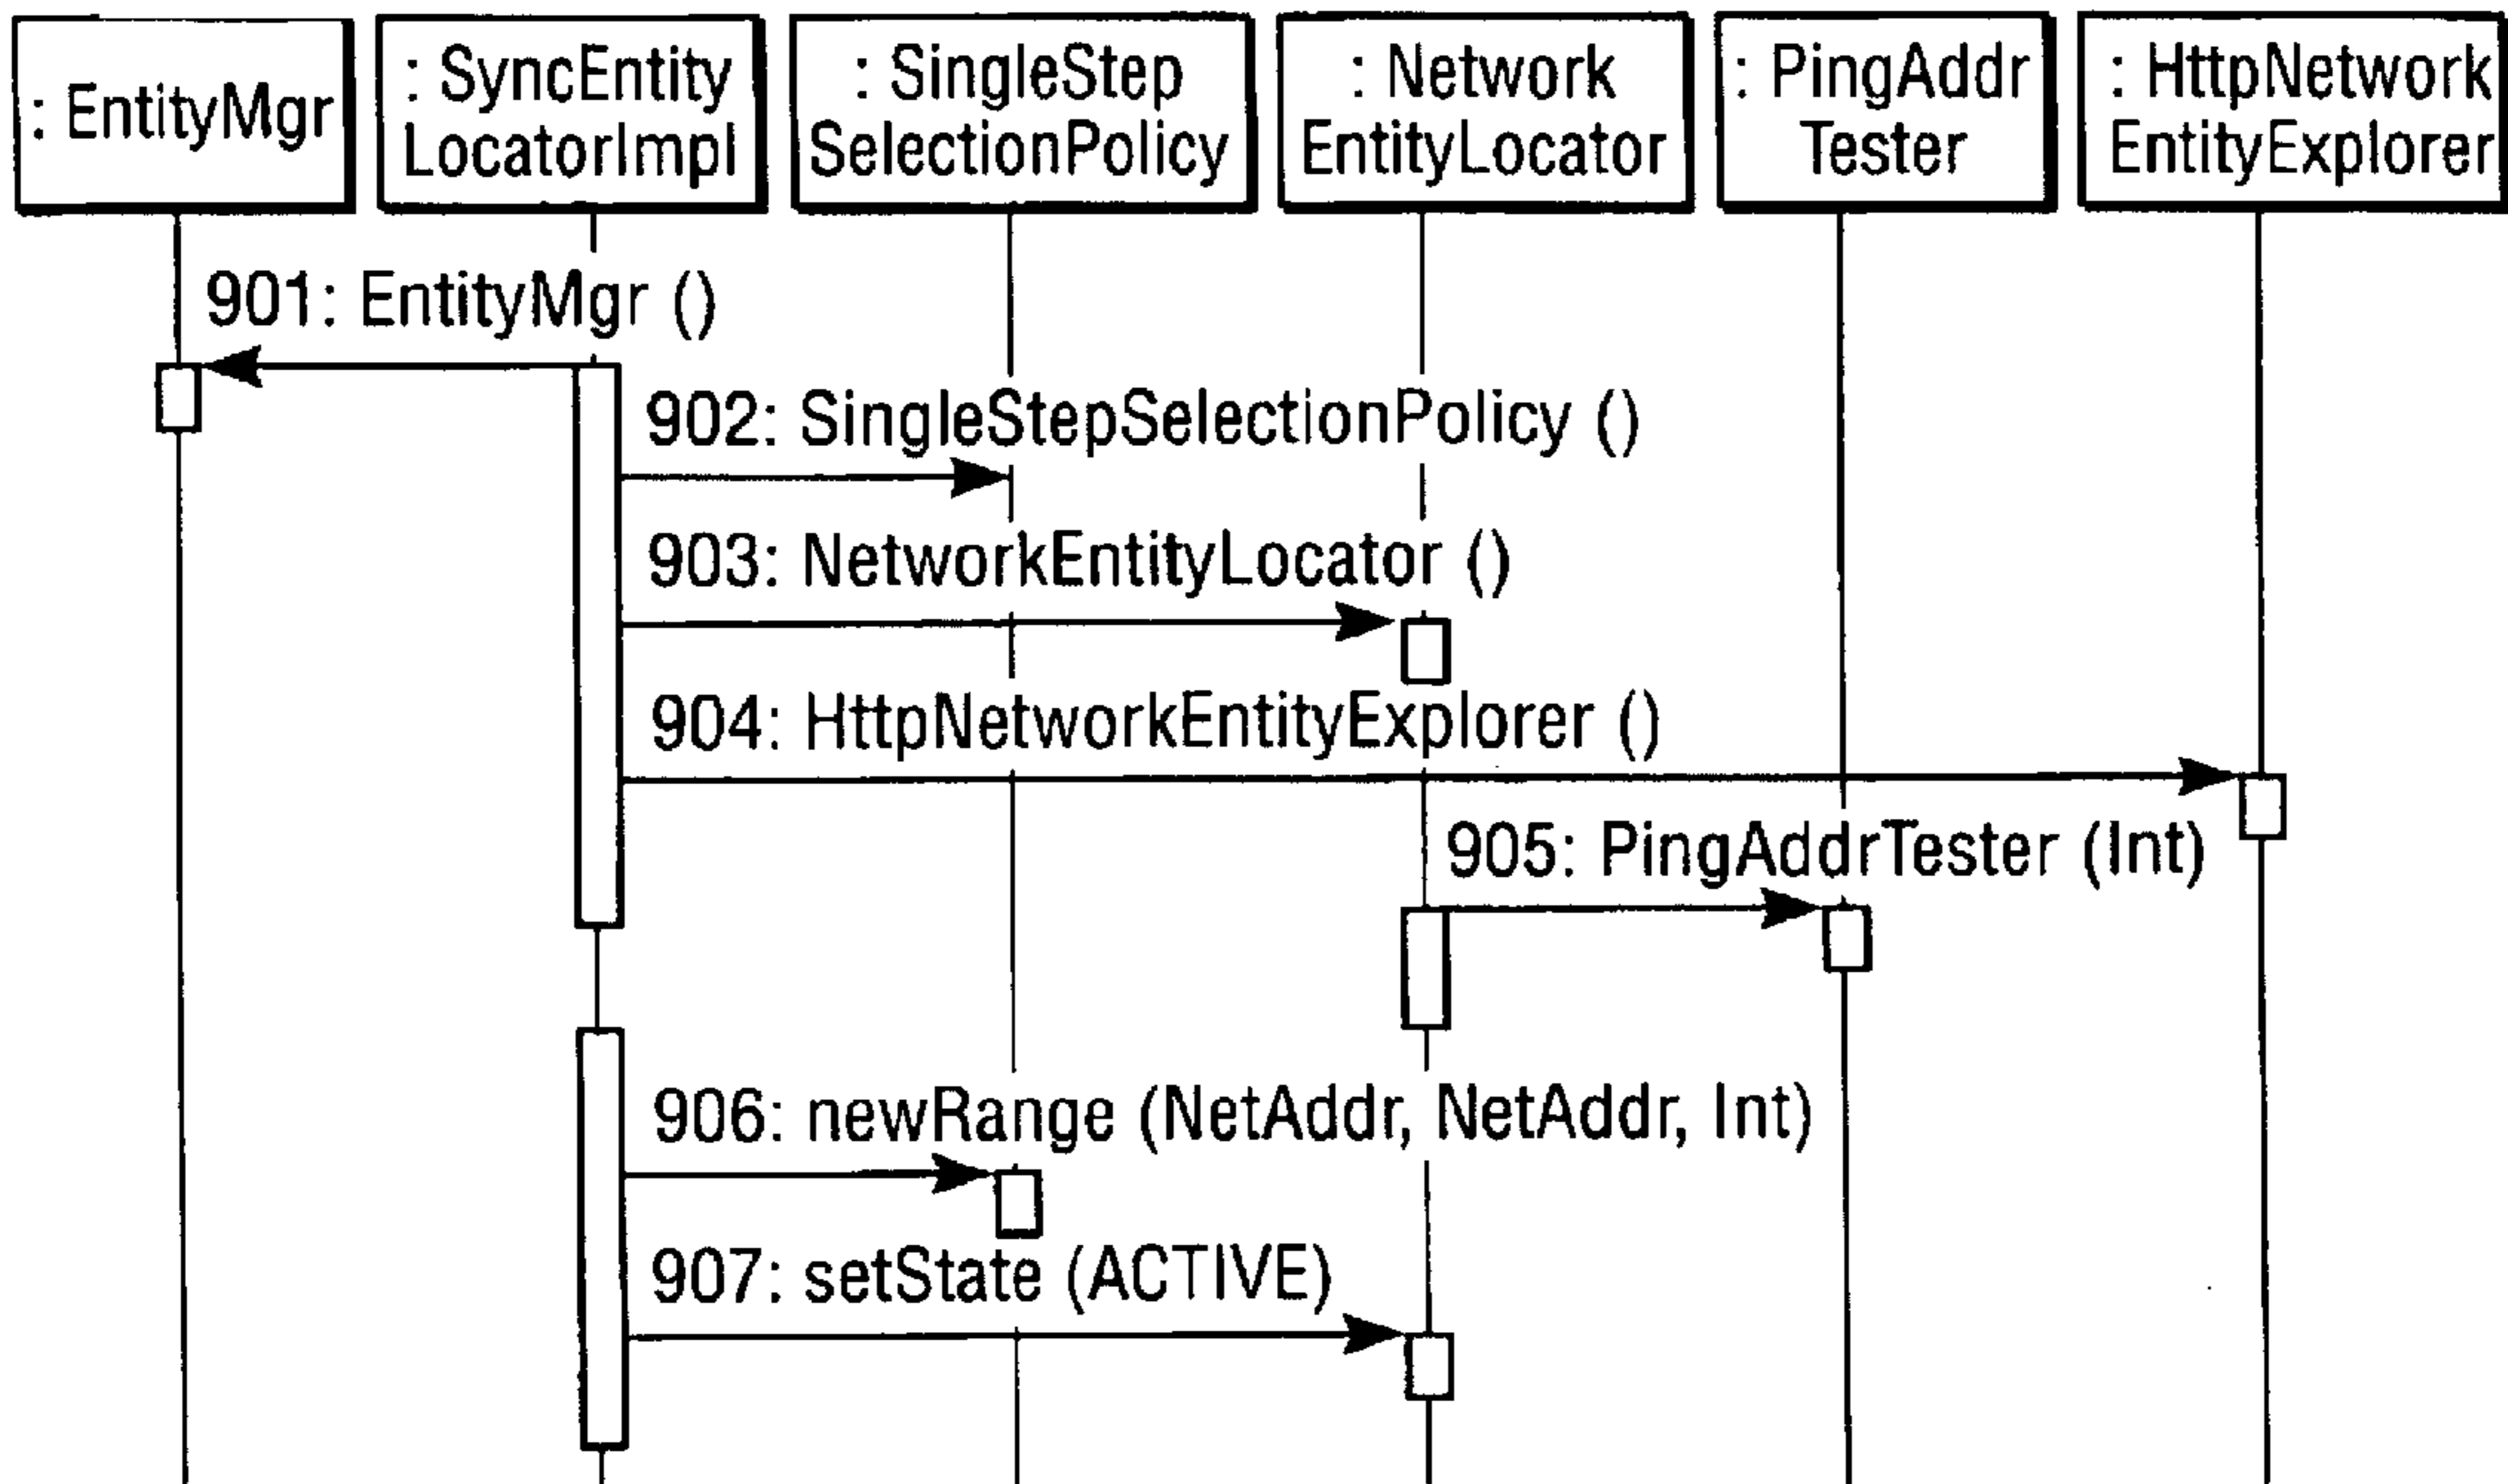 : EntityMgr
: SyncEntity
LocatorImpl
: SingleStep
SelectionPolicy
: Network
EntityLocator
: PingAddr
Tester
: HttpNetwork
EntityExplorer
901: EntityMgr ()
902: SingleStepSelectionPolicy ()
903: NetworkEntityLocator ()
904: HttpNetworkEntityExplorer ()
905: PingAddrTester (Int)
906: newRange (NetAddr, NetAddr, Int)
907: setState (ACTIVE)